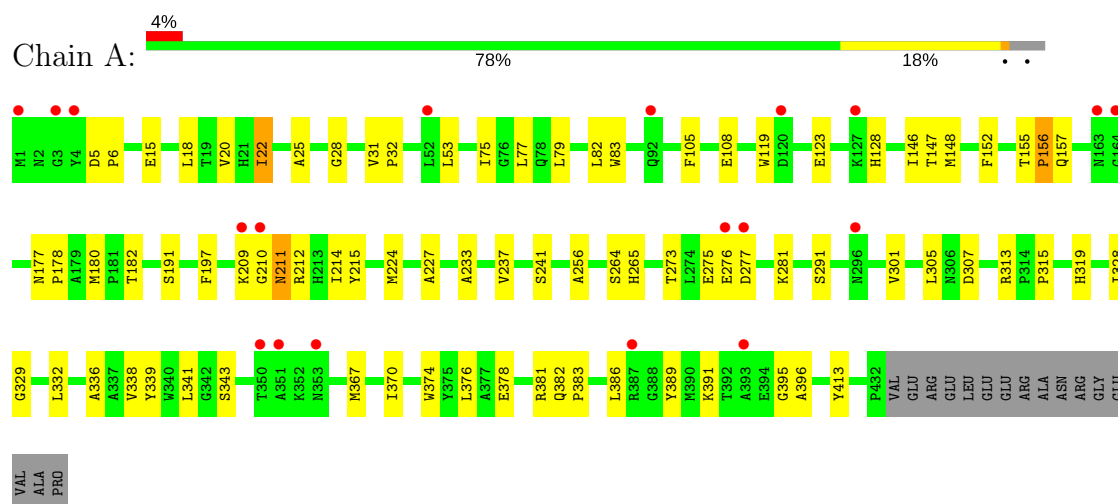 4%
Chain A:
78% 18% • •
M1 N2 G3 Y4 D5 P6 E15 L18 T19 V20 H21 I22 A25 G28 V31 P32 L52 L53 I75 G76 L77 Q78 L79 L82 W83 Q92 F105 E108 W119 D120 E123 K127 H128 I146 T147 M148 F152 T155 P156 Q157 N163 G164
N177 P178 A179 M180 P181 T182 S191 F197 K209 G210 N211 R212 H213 I214 Y215 M224 A227 A233 V237 S241 A256 S264 H265 T273 L274 E275 E276 D277 K281 S291 N296 V301 L305 N306 D307 R313 P314 P315 H319 I328
G329 L332 A336 A337 V338 Y339 W340 L341 G342 S343 T350 A351 K352 N353 M367 I370 W374 Y375 L376 A377 E378 R381 Q382 P383 L386 R387 G388 Y389 M390 K391 T392 A393 E394 G395 A396 Y413 P432 VAL GLU ARG GLU LEU GLU GLU ARG ALA ASN ARG GLY GLU
VAL ALA PRO